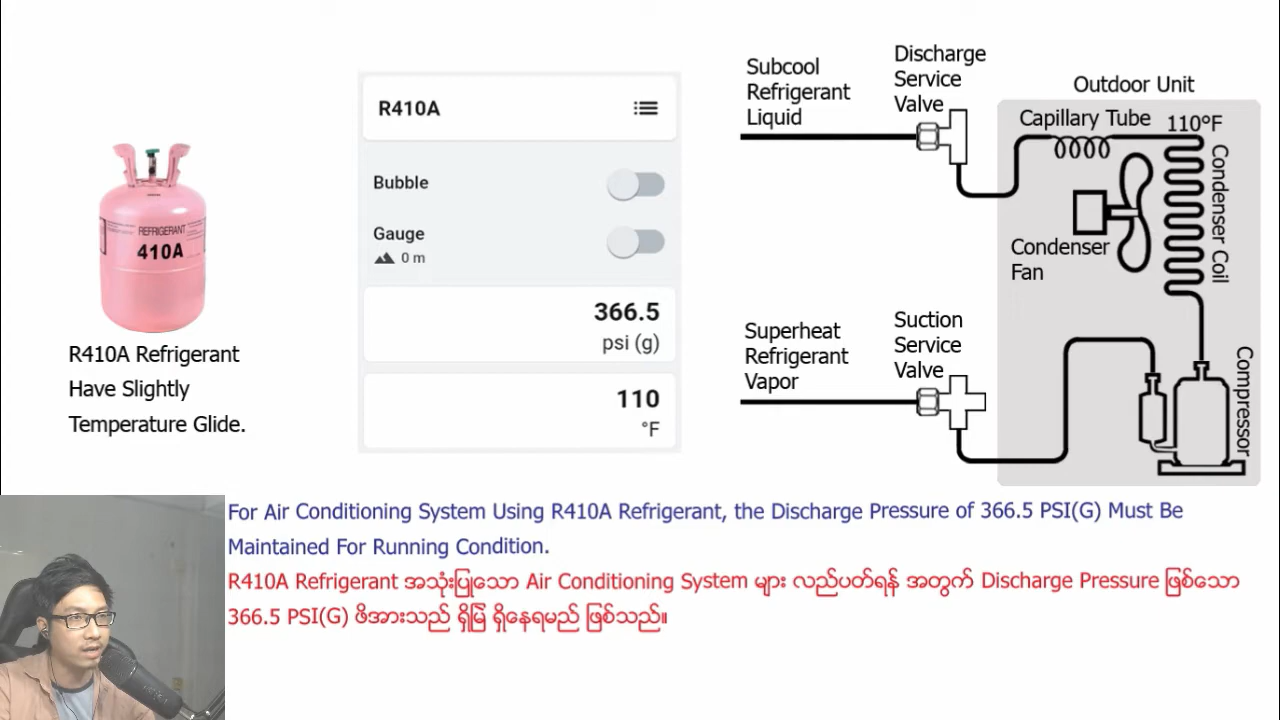 REFRIGERANT
410A
R410A Refrigerant
Have Slightly
Temperature Glide.
R410A
Bubble
Gauge
0 m
366.5
psi (g)
110
°F
Subcool
Refrigerant
Liquid
Discharge
Service
Valve
Outdoor Unit
Capillary Tube
110°F
Condenser Coil
Condenser
Fan
Superheat
Refrigerant
Vapor
Suction
Service
Valve
Compressor
For Air Conditioning System Using R410A Refrigerant, the Discharge Pressure of 366.5 PSI(G) Must Be
Maintained For Running Condition.
R410A Refrigerant အသုံးပြုသော Air Conditioning System များ လည်ပတ်ရန် အတွက် Discharge Pressure ဖြစ်သော
366.5 PSI(G) ဖိအားသည် ရှိမြဲ ရှိနေရမည် ဖြစ်သည်။